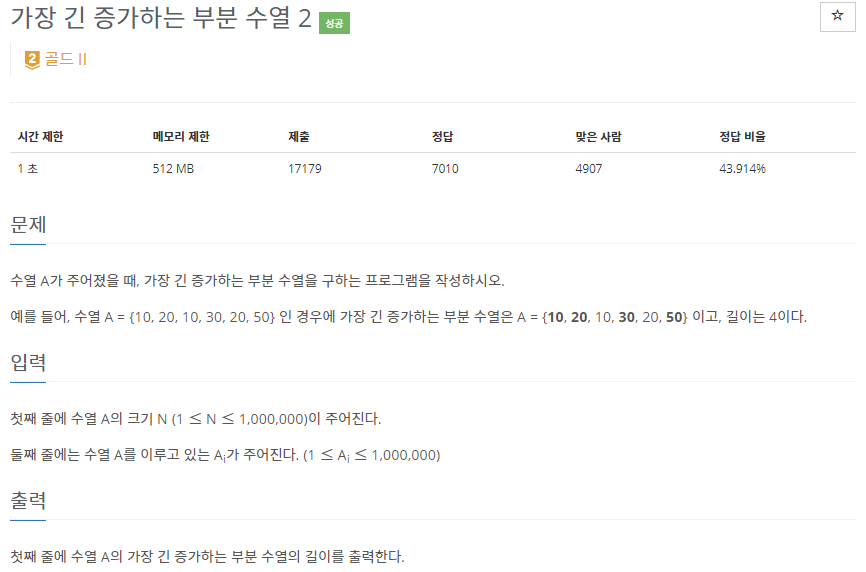 가장 긴 증가하는 부분 수열 2 성공
☆
2 골드 II
시간 제한 메모리 제한 제출 정답 맞은 사람 정답 비율
1 초 512 MB 17179 7010 4907 43.914%
문제
수열 A가 주어졌을 때, 가장 긴 증가하는 부분 수열을 구하는 프로그램을 작성하시오.
예를 들어, 수열 A = {10, 20, 10, 30, 20, 50} 인 경우에 가장 긴 증가하는 부분 수열은 A = {10, 20, 10, 30, 20, 50} 이고, 길이는 4이다.
입력
첫째 줄에 수열 A의 크기 N (1 ≤ N ≤ 1,000,000)이 주어진다.
둘째 줄에는 수열 A를 이루고 있는 Ai가 주어진다. (1 ≤ Ai ≤ 1,000,000)
출력
첫째 줄에 수열 A의 가장 긴 증가하는 부분 수열의 길이를 출력한다.